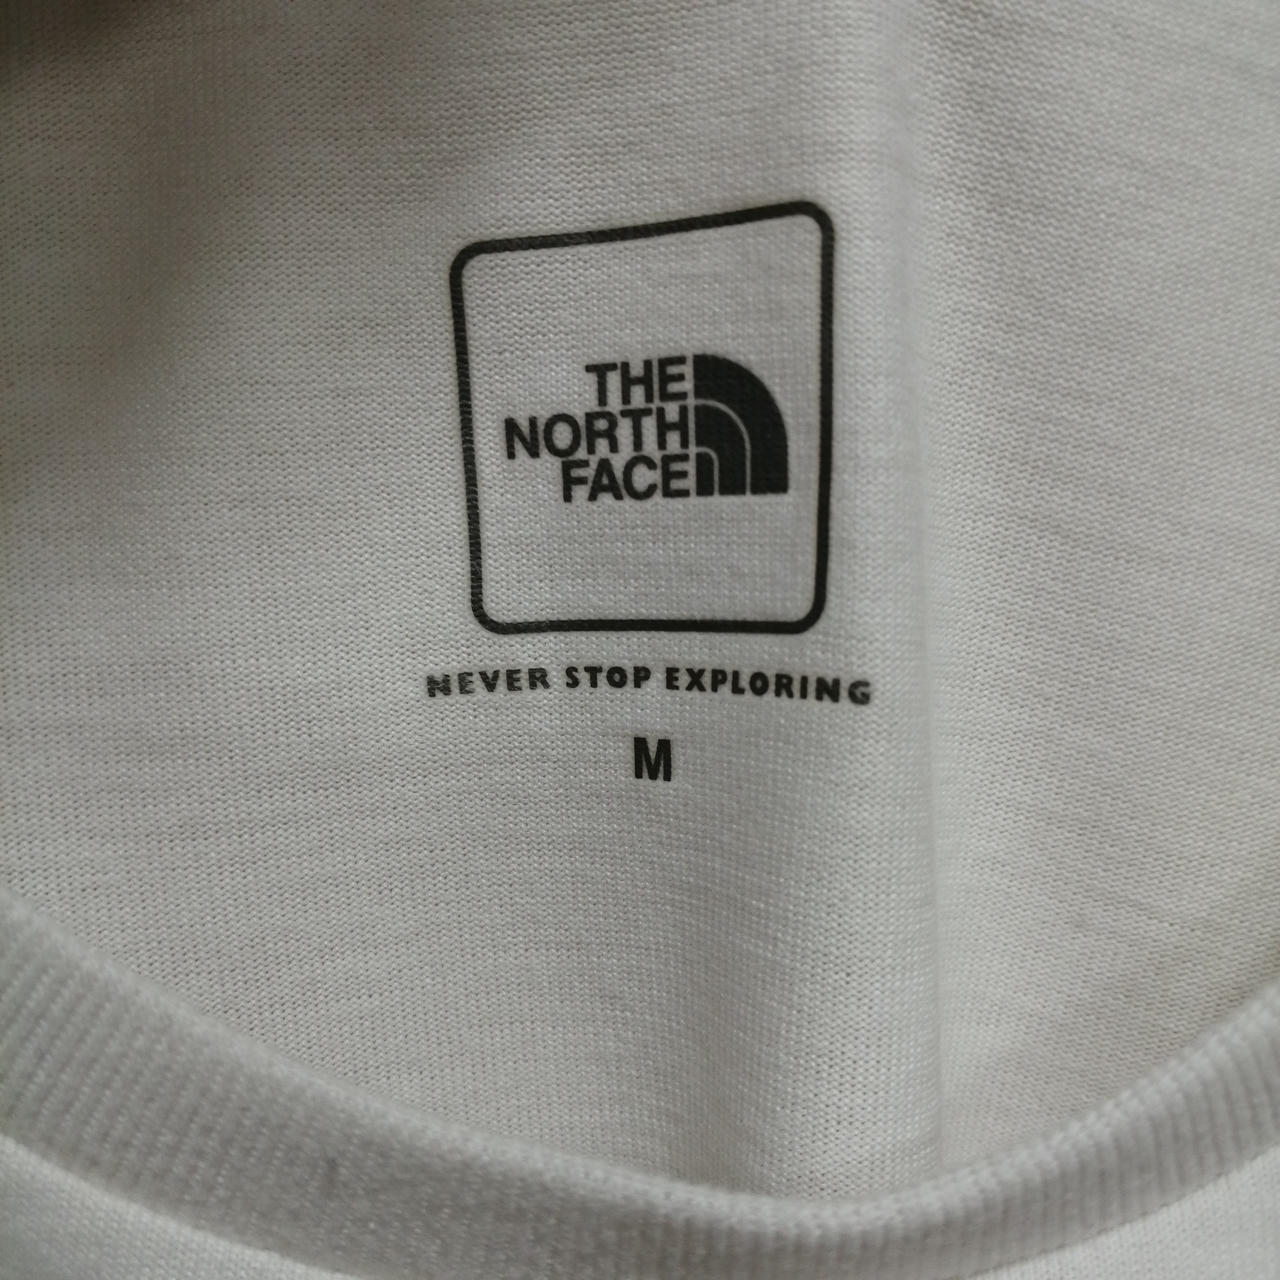 THE
NORTH
FACE
NEVER STOP EXPLORING
M